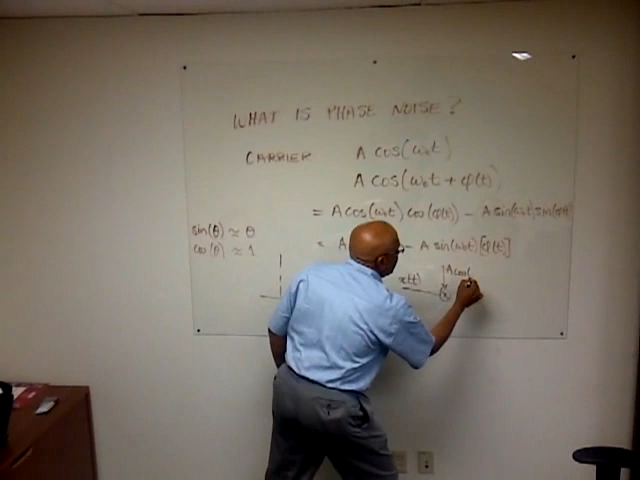 WHAT IS PHASE NOISE?
CARRIER A cos(ω₀t)
A cos(ω₀t + φ(t))
= A cos(ω₀t) cos(φ(t)) - A sin(ω₀t) sin(φ(t))
sin(θ) ≃ θ
cos(θ) ≃ 1
= A - A sin(ω₀t) [φ(t)]
x(t) A cos(
x